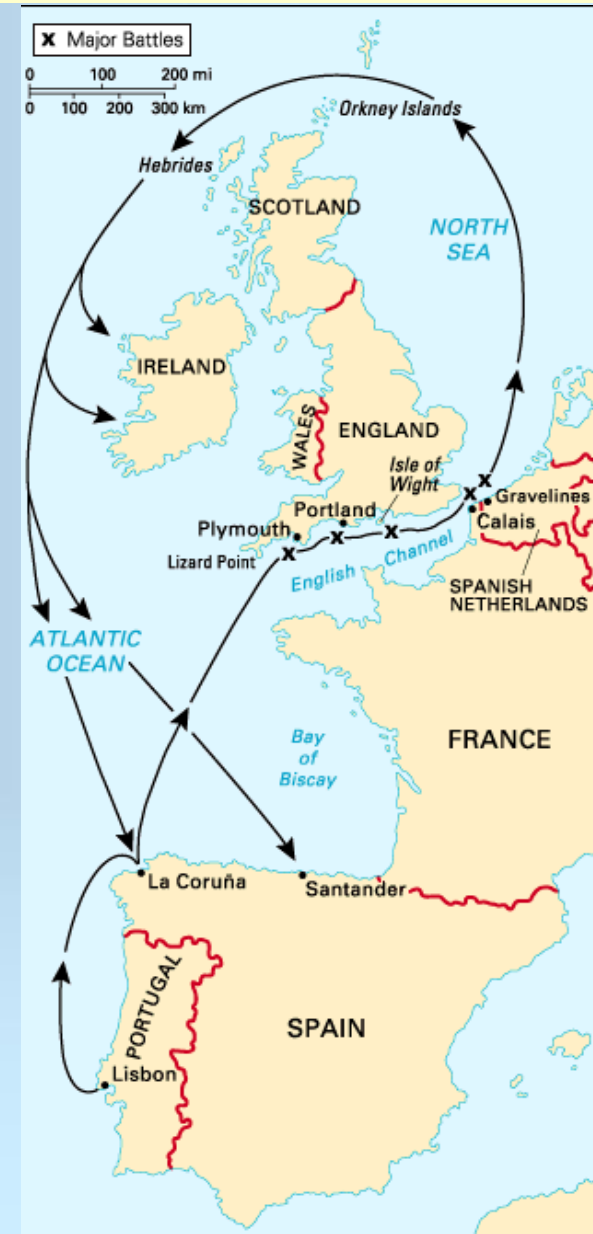 x Major Battles
0 100 200 mi
0 100 200 300 km
Orkney Islands
Hebrides
SCOTLAND
NORTH
SEA
IRELAND
WALES
ENGLAND
Isle of
Wight
Portland
Gravelines
Plymouth
Calais
Lizard Point
English Channel
SPANISH
NETHERLANDS
ATLANTIC
OCEAN
Bay
of
Biscay
FRANCE
La Coruña
Santander
PORTUGAL
SPAIN
Lisbon